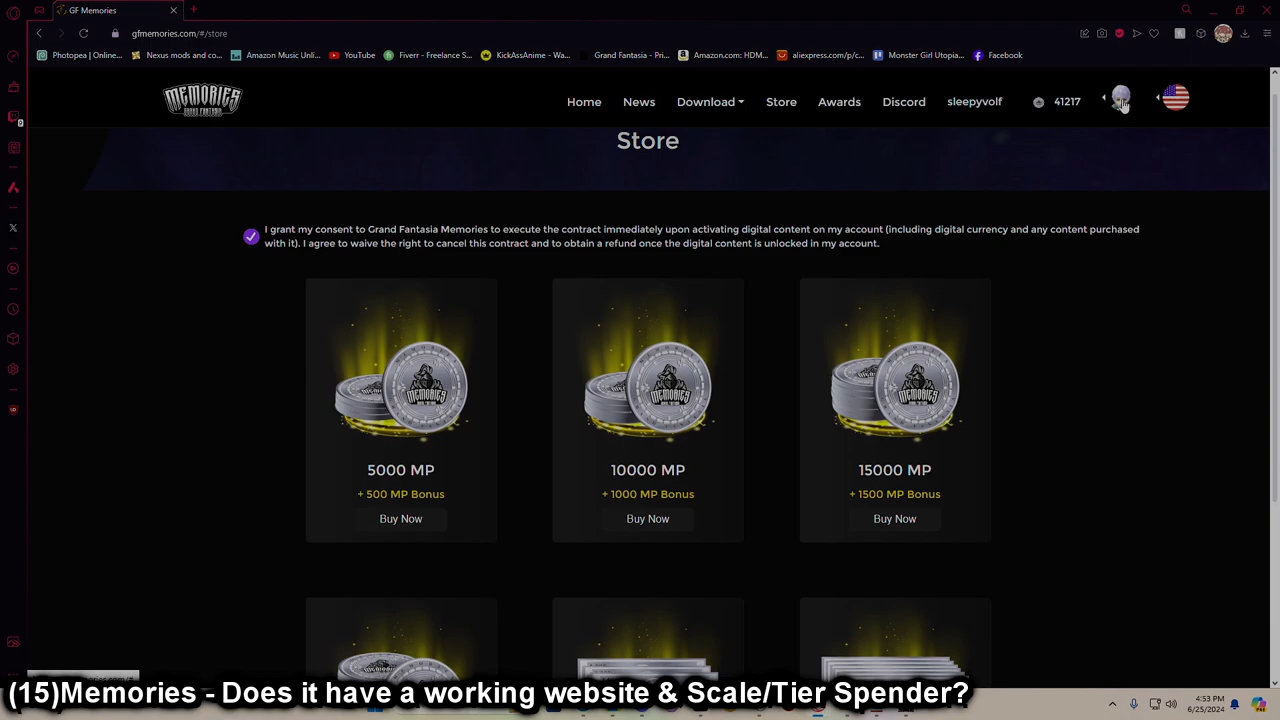 GF Memories
gfmemories.com/#/store
Photopea | Online...
Nexus mods and co...
Amazon Music Unli...
YouTube
Fiverr - Freelance S...
KickAssAnime - Wa...
Grand Fantasia - Pri...
Amazon.com: HDM...
aliexpress.com/p/c...
Monster Girl Utopia...
Facebook
MEMORIES
GRAND FANTASIA
Home
News
Download
Store
Awards
Discord
sleepyvolf
41217
Store
I grant my consent to Grand Fantasia Memories to execute the contract immediately upon activating digital content on my account (including digital currency and any content purchased
with it). I agree to waive the right to cancel this contract and to obtain a refund once the digital content is unlocked in my account.
MEMORIES
MEMORIES
MEMORIES
5000 MP
10000 MP
15000 MP
+ 500 MP Bonus
+ 1000 MP Bonus
+ 1500 MP Bonus
Buy Now
Buy Now
Buy Now
(15)Memories - Does it have a working website & Scale/Tier Spender?
4:53 PM
6/25/2024